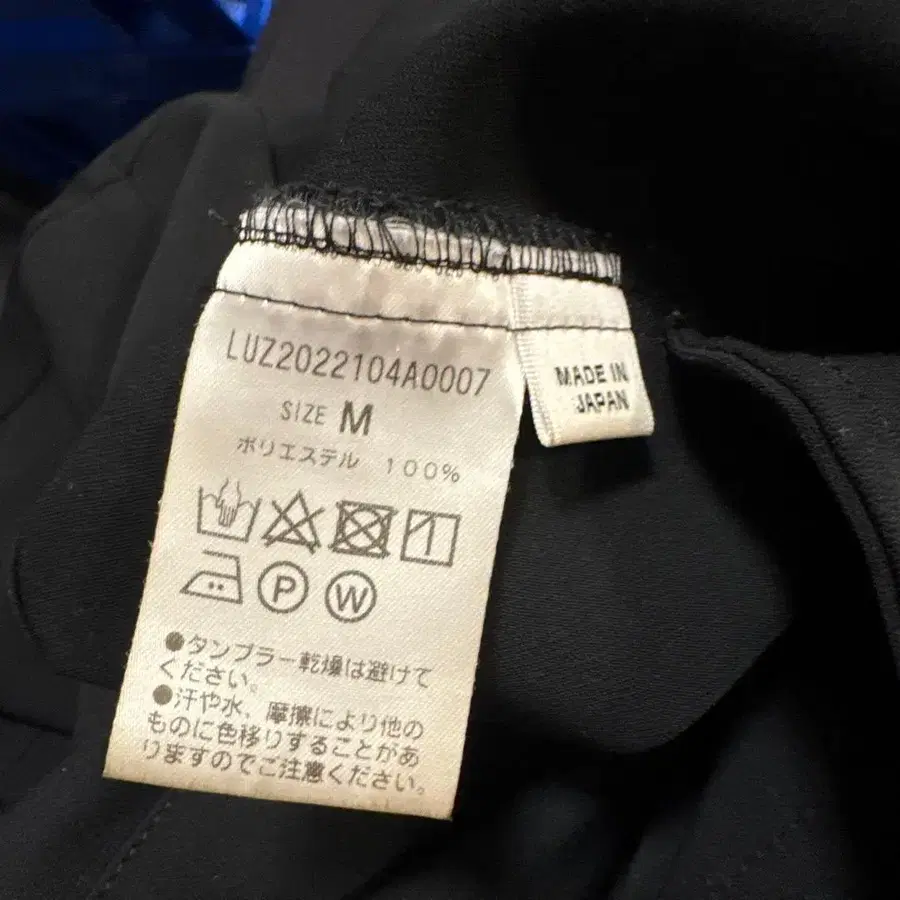 LUZ2022104A0007
SIZE M
ポリエステル 100%
P W
●タンブラー乾燥は避けて
ください。
●汗や水、摩擦により他の
ものに色移りすることがあ
りますのでご注意ください。
MADE IN
JAPAN